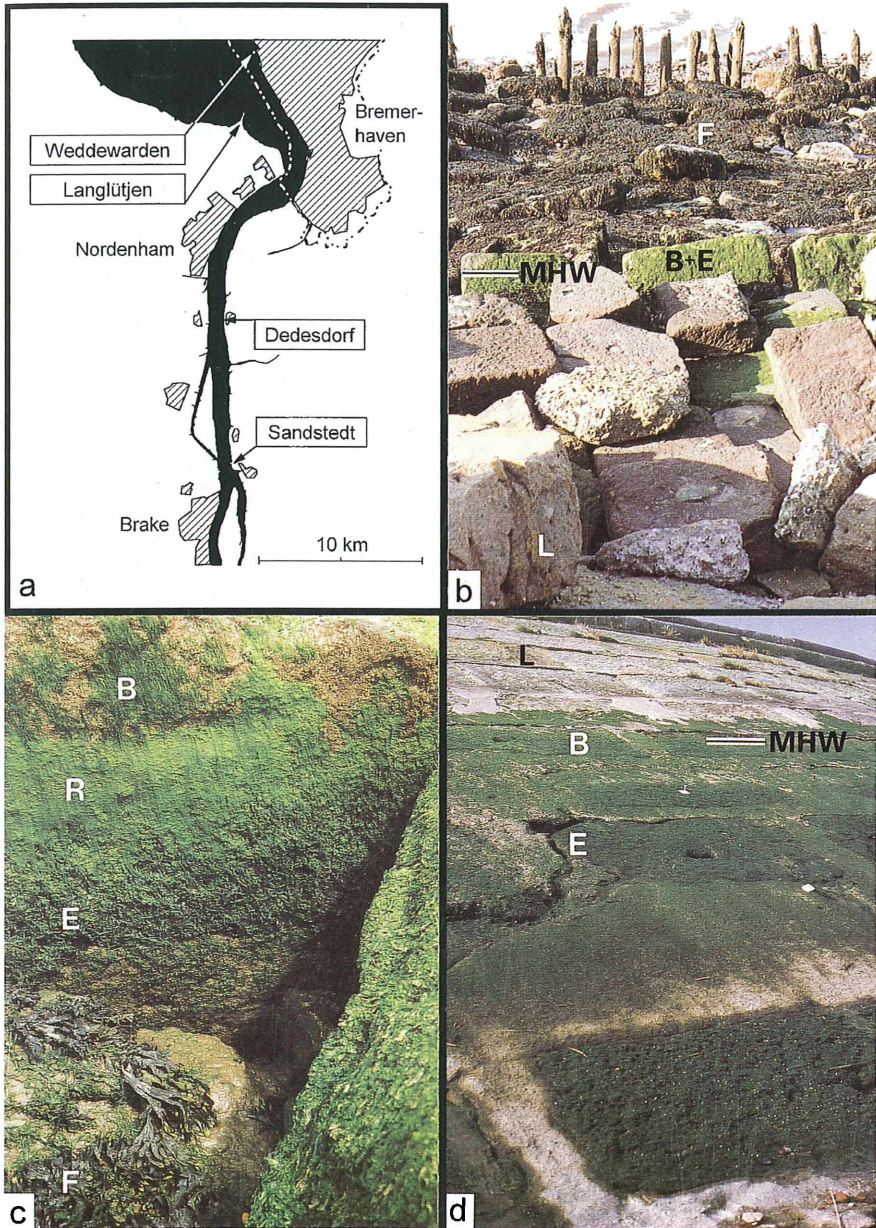 Weddewarden
Langlütjen
Bremer-
haven
Nordenham
Dedesdorf
Sandstedt
Brake
10 km
a
F
MHW
B+E
L
b
B
R
E
F
c
L
B
MHW
E
d